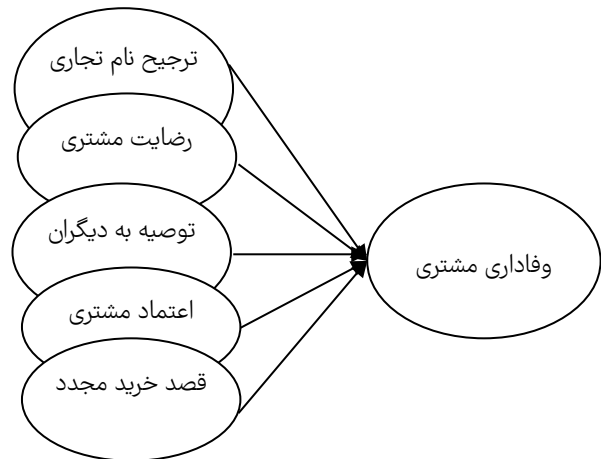 ترجیح نام تجاری
رضایت مشتری
توصیه به دیگران
اعتماد مشتری
قصد خرید مجدد
وفاداری مشتری